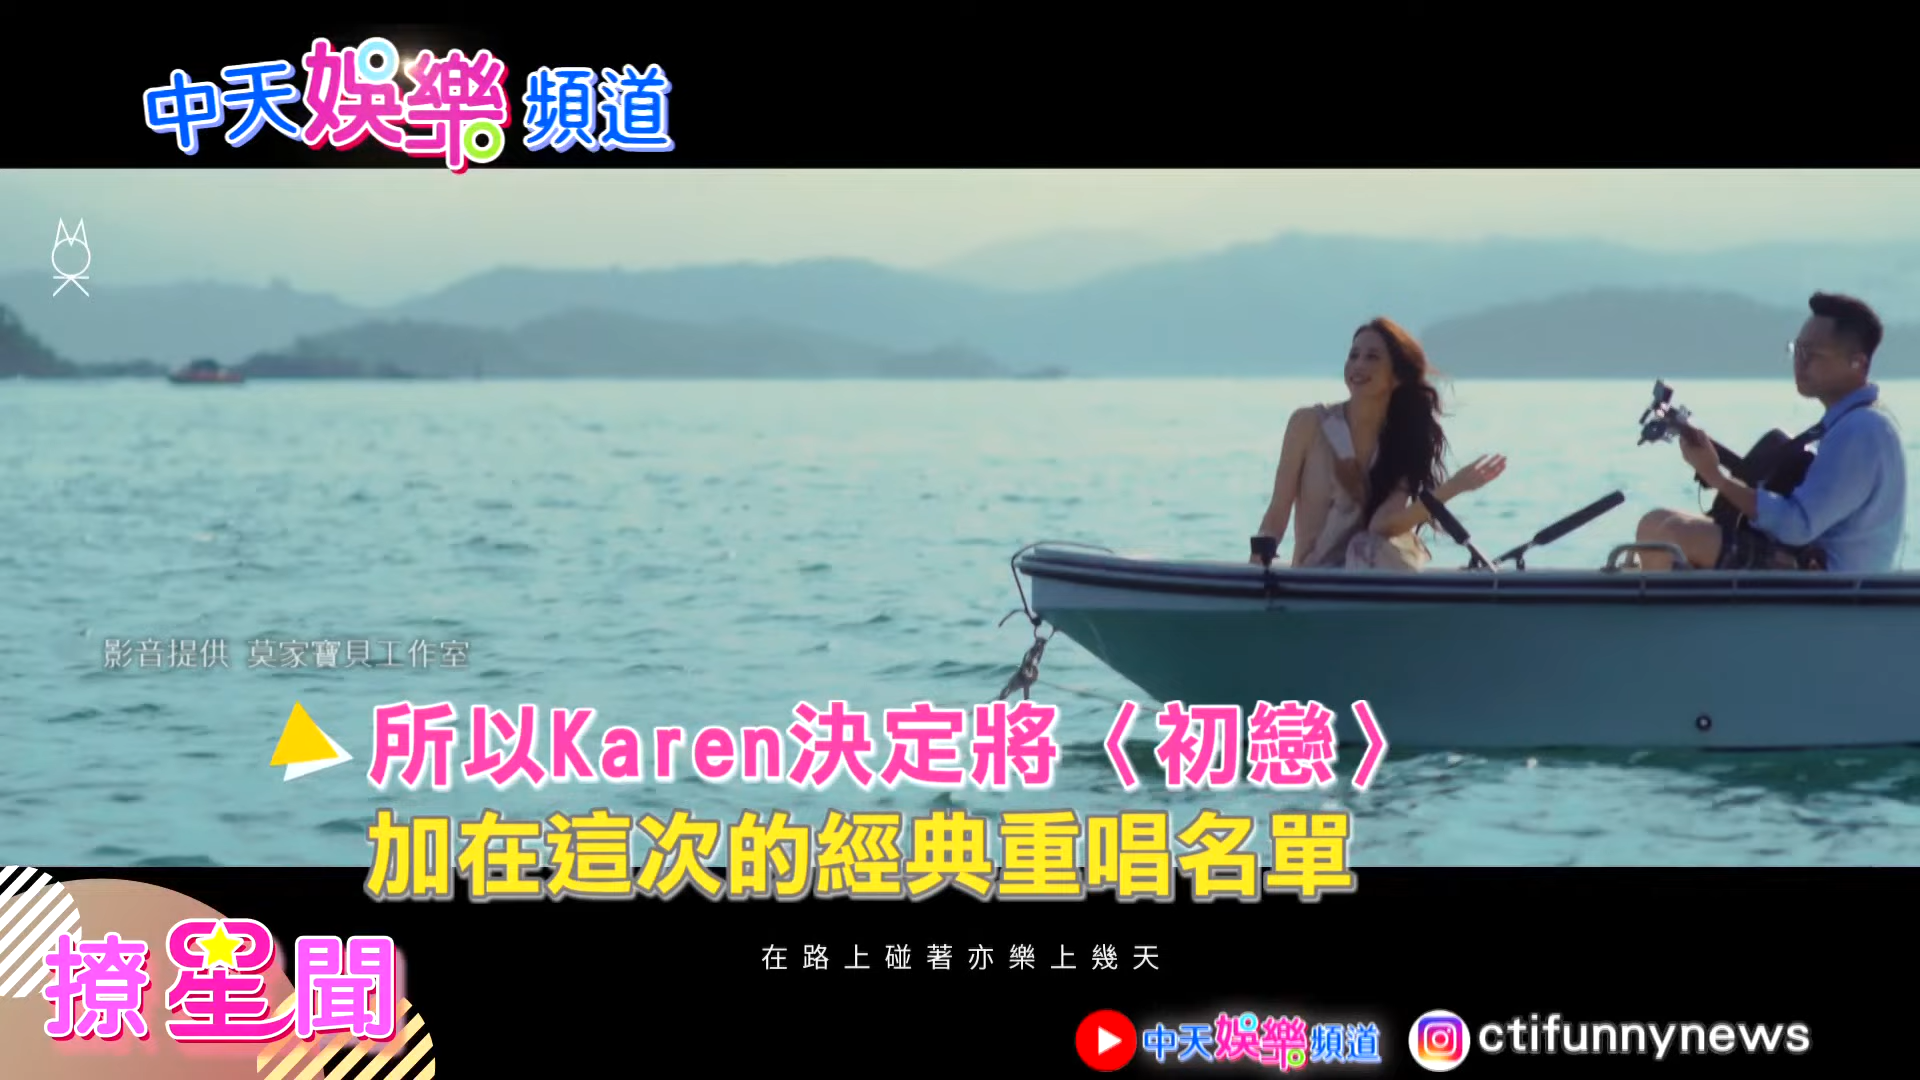 中天娛樂頻道
影音提供 莫家寶貝工作室
所以Karen決定將〈初戀〉
加在這次的經典重唱名單
在路上碰著亦樂上幾天
撩星聞
中天娛樂頻道
ctifunnynews